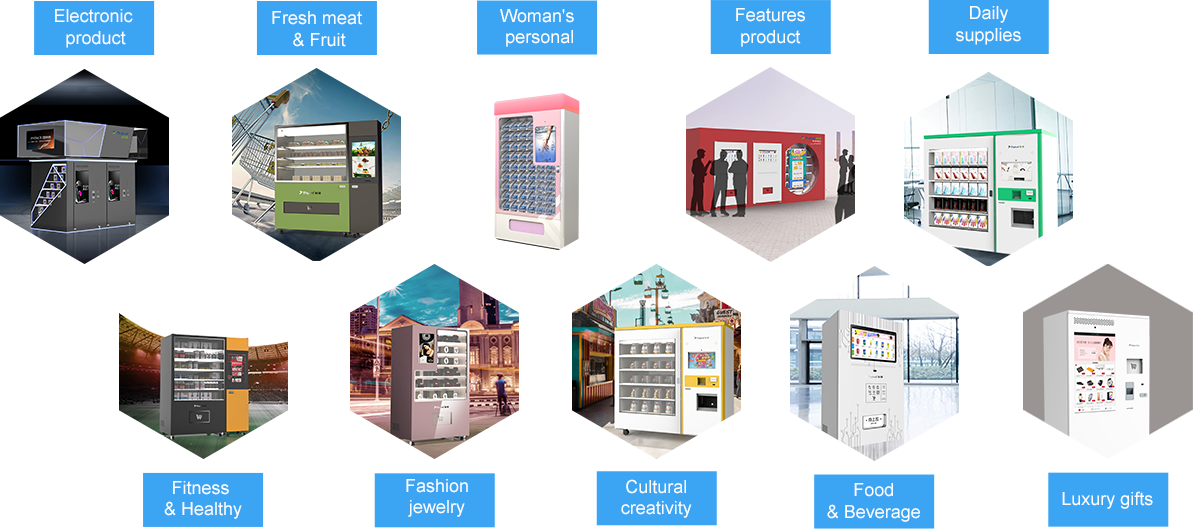 Electronic
product
Fresh meat
& Fruit
Woman's
personal
Features
product
Daily
supplies
Fitness
& Healthy
Fashion
jewelry
Cultural
creativity
Food
& Beverage
Luxury gifts